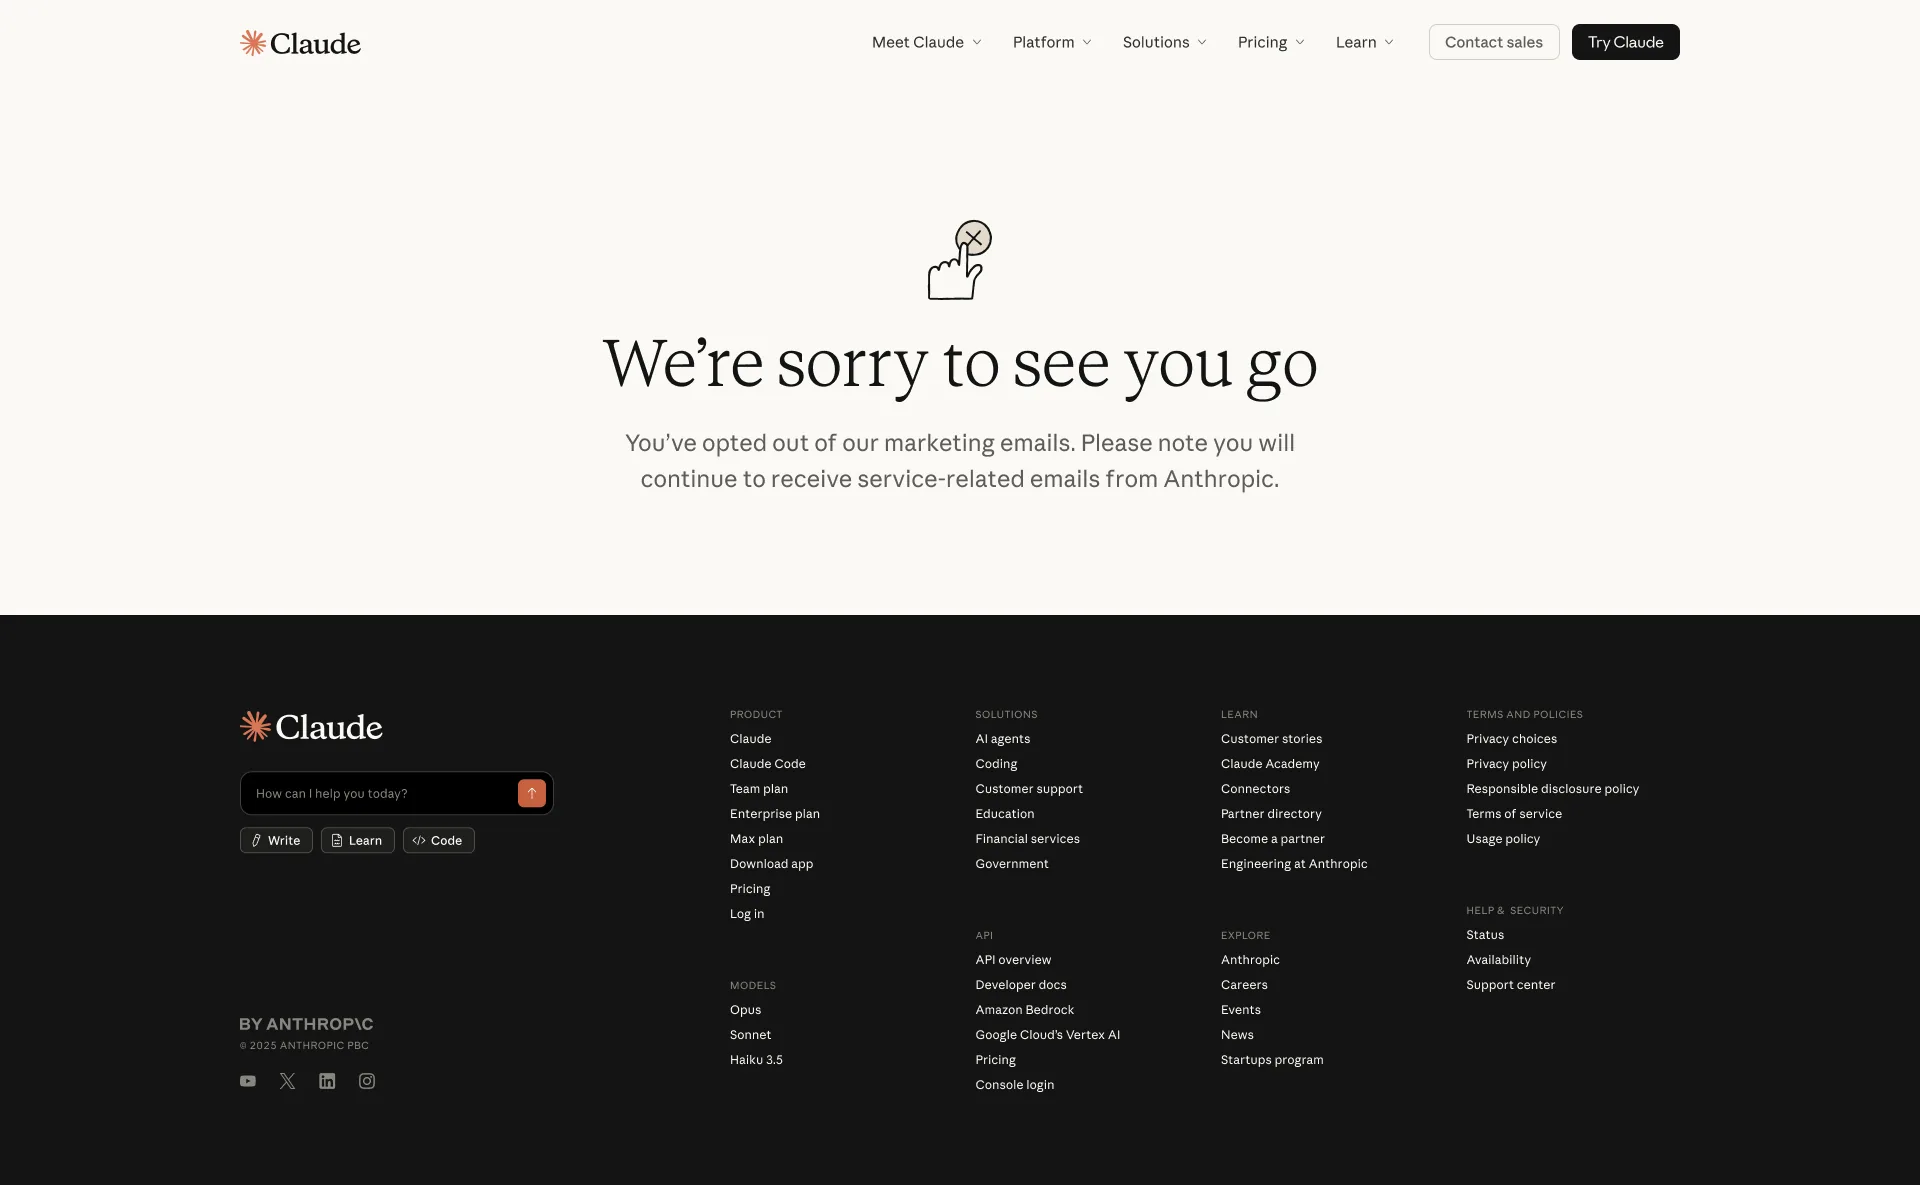 Claude
Meet Claude
Platform
Solutions
Pricing
Learn
Contact sales
Try Claude
We’re sorry to see you go
You’ve opted out of our marketing emails. Please note you will
continue to receive service-related emails from Anthropic.
Claude
How can I help you today?
Write
Learn
Code
BY ANTHROP\C
© 2025 ANTHROPIC PBC
PRODUCT
Claude
Claude Code
Team plan
Enterprise plan
Max plan
Download app
Pricing
Log in
MODELS
Opus
Sonnet
Haiku 3.5
SOLUTIONS
AI agents
Coding
Customer support
Education
Financial services
Government
API
API overview
Developer docs
Amazon Bedrock
Google Cloud’s Vertex AI
Pricing
Console login
LEARN
Customer stories
Claude Academy
Connectors
Partner directory
Become a partner
Engineering at Anthropic
EXPLORE
Anthropic
Careers
Events
News
Startups program
TERMS AND POLICIES
Privacy choices
Privacy policy
Responsible disclosure policy
Terms of service
Usage policy
HELP & SECURITY
Status
Availability
Support center